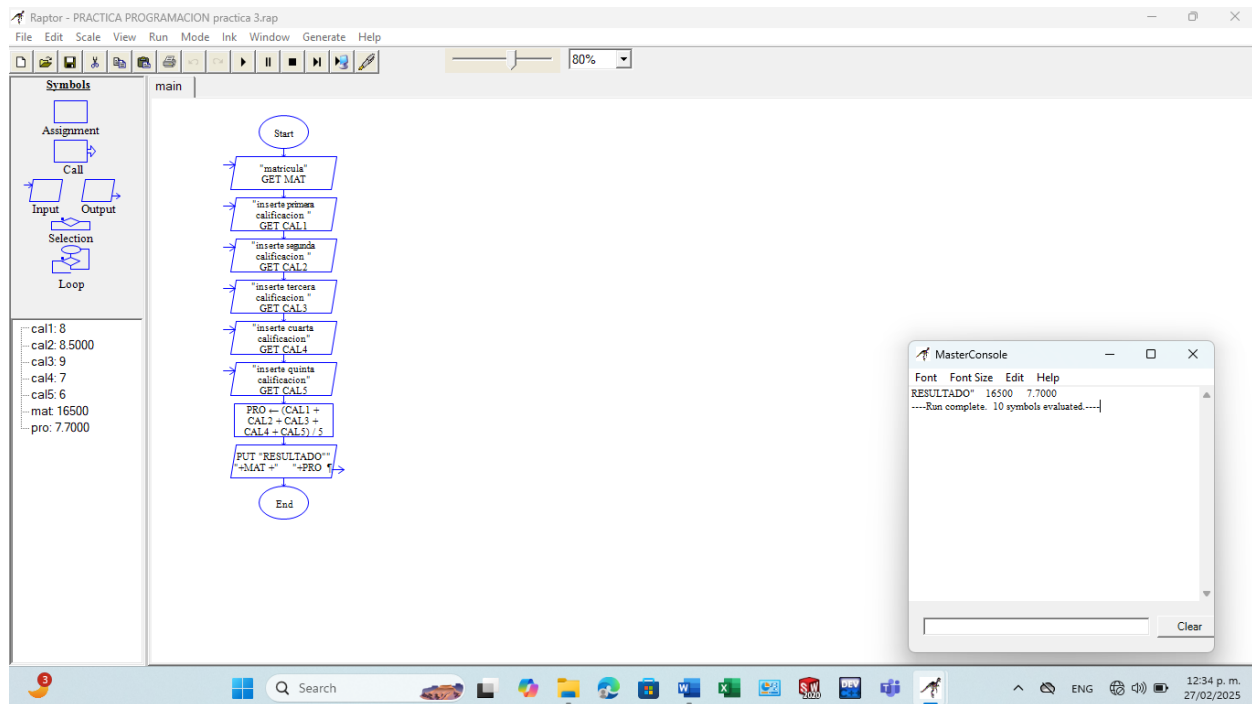 Raptor - PRACTICA PROGRAMACION practica 3.rap
File Edit Scale View Run Mode Ink Window Generate Help
80%
Symbols
main
Assignment
Call
Input Output
Selection
Loop
Start
"matricula"
GET MAT
"inserte primera
calificacion "
GET CAL1
"inserte segunda
calificacion "
GET CAL2
"inserte tercera
calificacion "
GET CAL3
"inserte cuarta
calificacion"
GET CAL4
"inserte quinta
calificacion"
GET CAL5
PRO ← (CAL1 +
CAL2 + CAL3 +
CAL4 + CAL5) / 5
PUT "RESULTADO""
"+MAT +" "+PRO ¶
End
cal1: 8
cal2: 8.5000
cal3: 9
cal4: 7
cal5: 6
mat: 16500
pro: 7.7000
MasterConsole
Font Font Size Edit Help
RESULTADO" 16500 7.7000
----Run complete. 10 symbols evaluated.----
Clear
3
Search
SW
2020
DEV
ENG
12:34 p. m.
27/02/2025